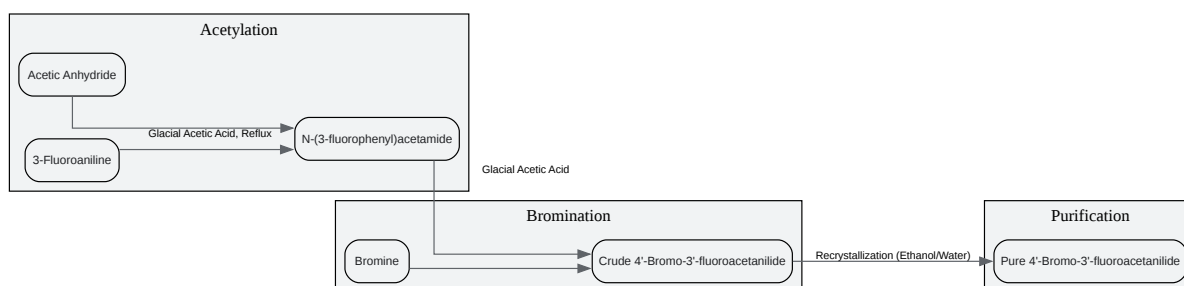 Acetylation
Acetic Anhydride
Glacial Acetic Acid, Reflux
N-(3-fluorophenyl)acetamide
3-Fluoroaniline
Glacial Acetic Acid
Bromination
Purification
Bromine
Crude 4'-Bromo-3'-fluoroacetanilide
Recrystallization (Ethanol/Water)
Pure 4'-Bromo-3'-fluoroacetanilide